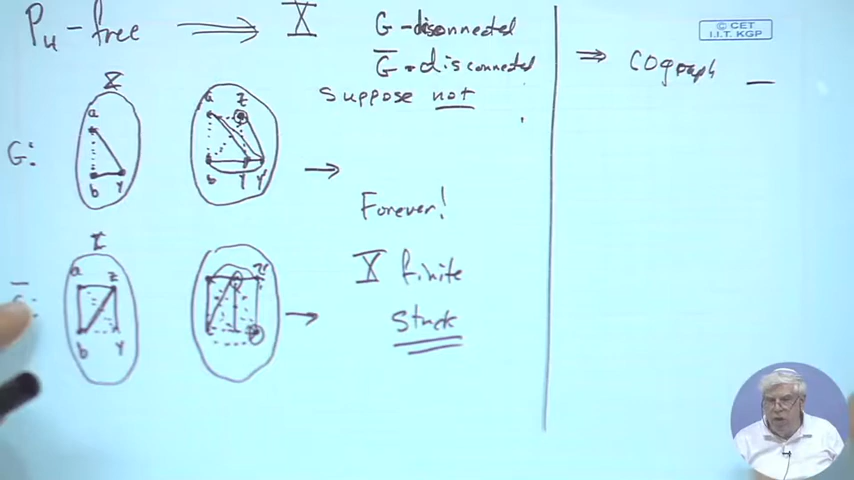 P4-free ⟹ X G-disconnected
G̅-disconnected
Suppose not
G:
a
b y
a z
b y y'
→
Forever!
a z
b y
→
X finite
Stuck
⟹ cograph
© CET
I.I.T. KGP